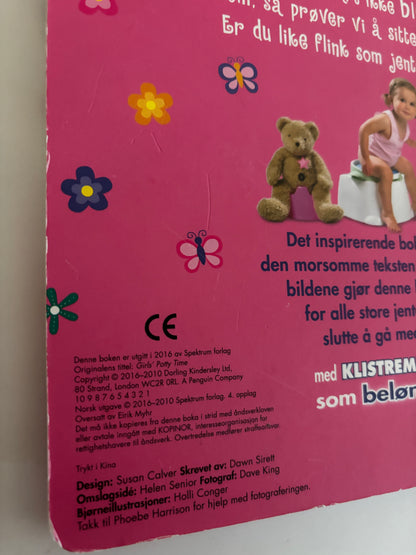 så prøver vi å sitte
Er du like flink som jent
Det inspirerende bo
den morsomme teksten
bildene gjør denne
for alle store jent
slutte å gå me
med KLISTREM
som beløn
CE
Denne boken er utgitt i 2016 av Spektrum forlag
Originalens tittel: Girls' Potty Time
Copyright © 2016–2010 Dorling Kindersley Ltd
80 Strand, London WC2R 0RL. A Penguin Company
10 9 8 7 6 5 4 3 2 1
Norsk utgave © 2016–2010 Spektrum forlag. 4. opplag
Oversatt av Eirik Myhr
Det må ikke kopieres fra denne boka i strid med åndsverkloven
eller avtale inngått med KOPINOR, interesseorganisasjon for
rettighetshavere til åndsverk. Overtredelse medfører straffeansvar.
Trykt i Kina
Design: Susan Calver Skrevet av: Dawn Sirett
Omslagsidé: Helen Senior Fotograf: Dave King
Bjørneillustrasjoner: Holli Conger
Takk til Phoebe Harrison for hjelp med fotograferingen.